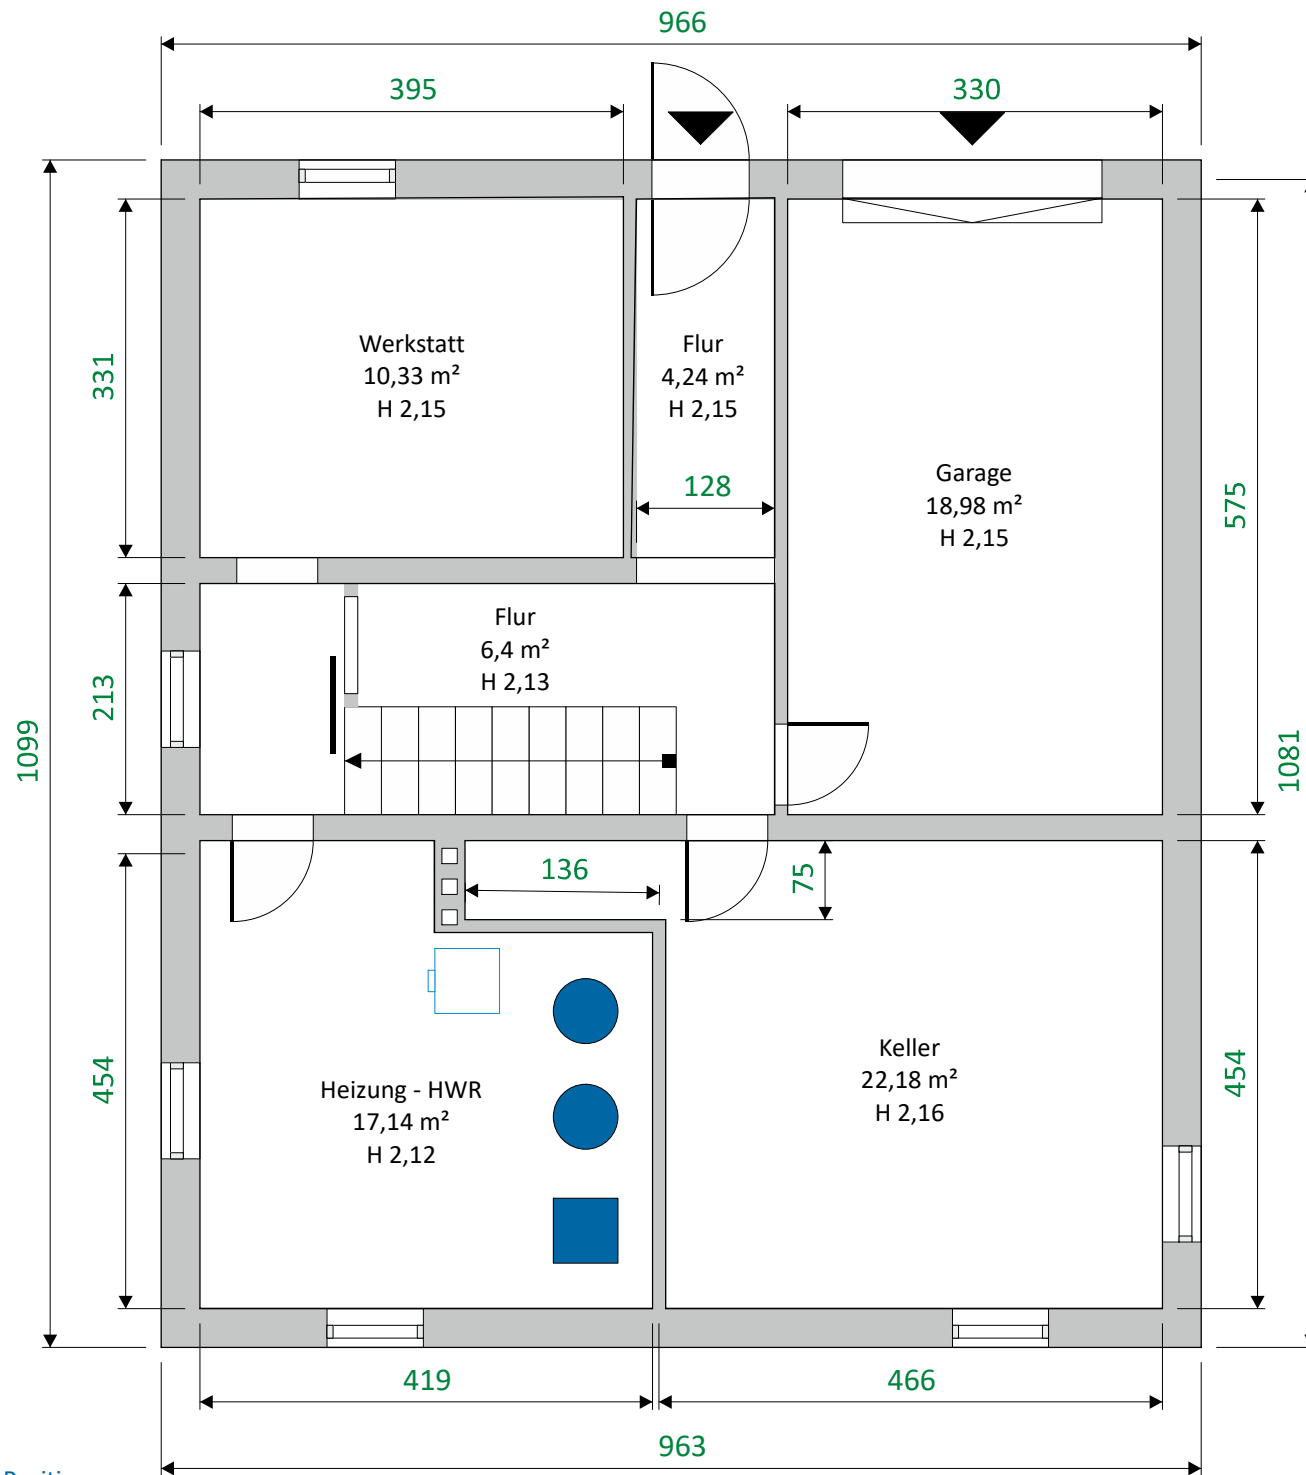 966
395
330
331
Werkstatt
10,33 m²
H 2,15
Flur
4,24 m²
H 2,15
128
Garage
18,98 m²
H 2,15
575
Flur
6,4 m²
H 2,13
213
1099
1081
136
75
454
Heizung - HWR
17,14 m²
H 2,12
Keller
22,18 m²
H 2,16
454
419
466
963